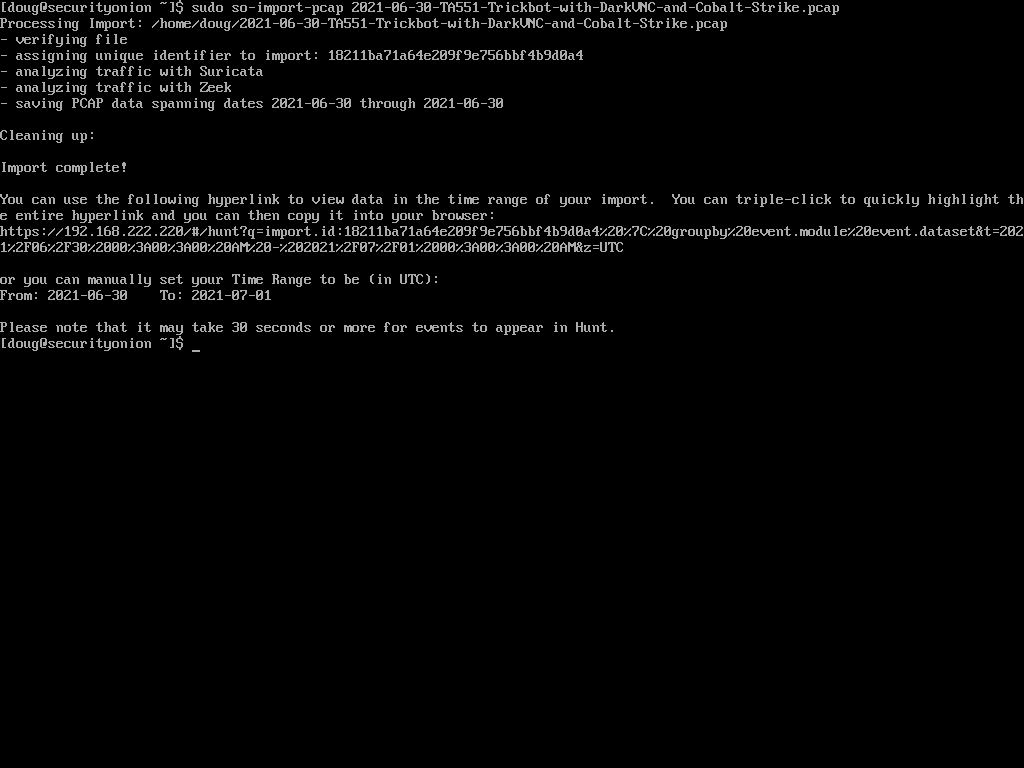 [doug@securityonion ~]$ sudo so-import-pcap 2021-06-30-TA551-Trickbot-with-DarkVNC-and-Cobalt-Strike.pcap
Processing Import: /home/doug/2021-06-30-TA551-Trickbot-with-DarkVNC-and-Cobalt-Strike.pcap
- verifying file
- assigning unique identifier to import: 18211ba71a64e209f9e756bbf4b9d0a4
- analyzing traffic with Suricata
- analyzing traffic with Zeek
- saving PCAP data spanning dates 2021-06-30 through 2021-06-30
Cleaning up:
Import complete!
You can use the following hyperlink to view data in the time range of your import.  You can triple-click to quickly highlight th
e entire hyperlink and you can then copy it into your browser:
https://192.168.222.220/#/hunt?q=import.id:18211ba71a64e209f9e756bbf4b9d0a4%20%7C%20groupby%20event.module%20event.dataset&t=202
1%2F06%2F30%2000%3A00%3A00%20AM%20-%202021%2F07%2F01%2000%3A00%3A00%20AM&z=UTC
or you can manually set your Time Range to be (in UTC):
From: 2021-06-30    To: 2021-07-01
Please note that it may take 30 seconds or more for events to appear in Hunt.
[doug@securityonion ~]$ _